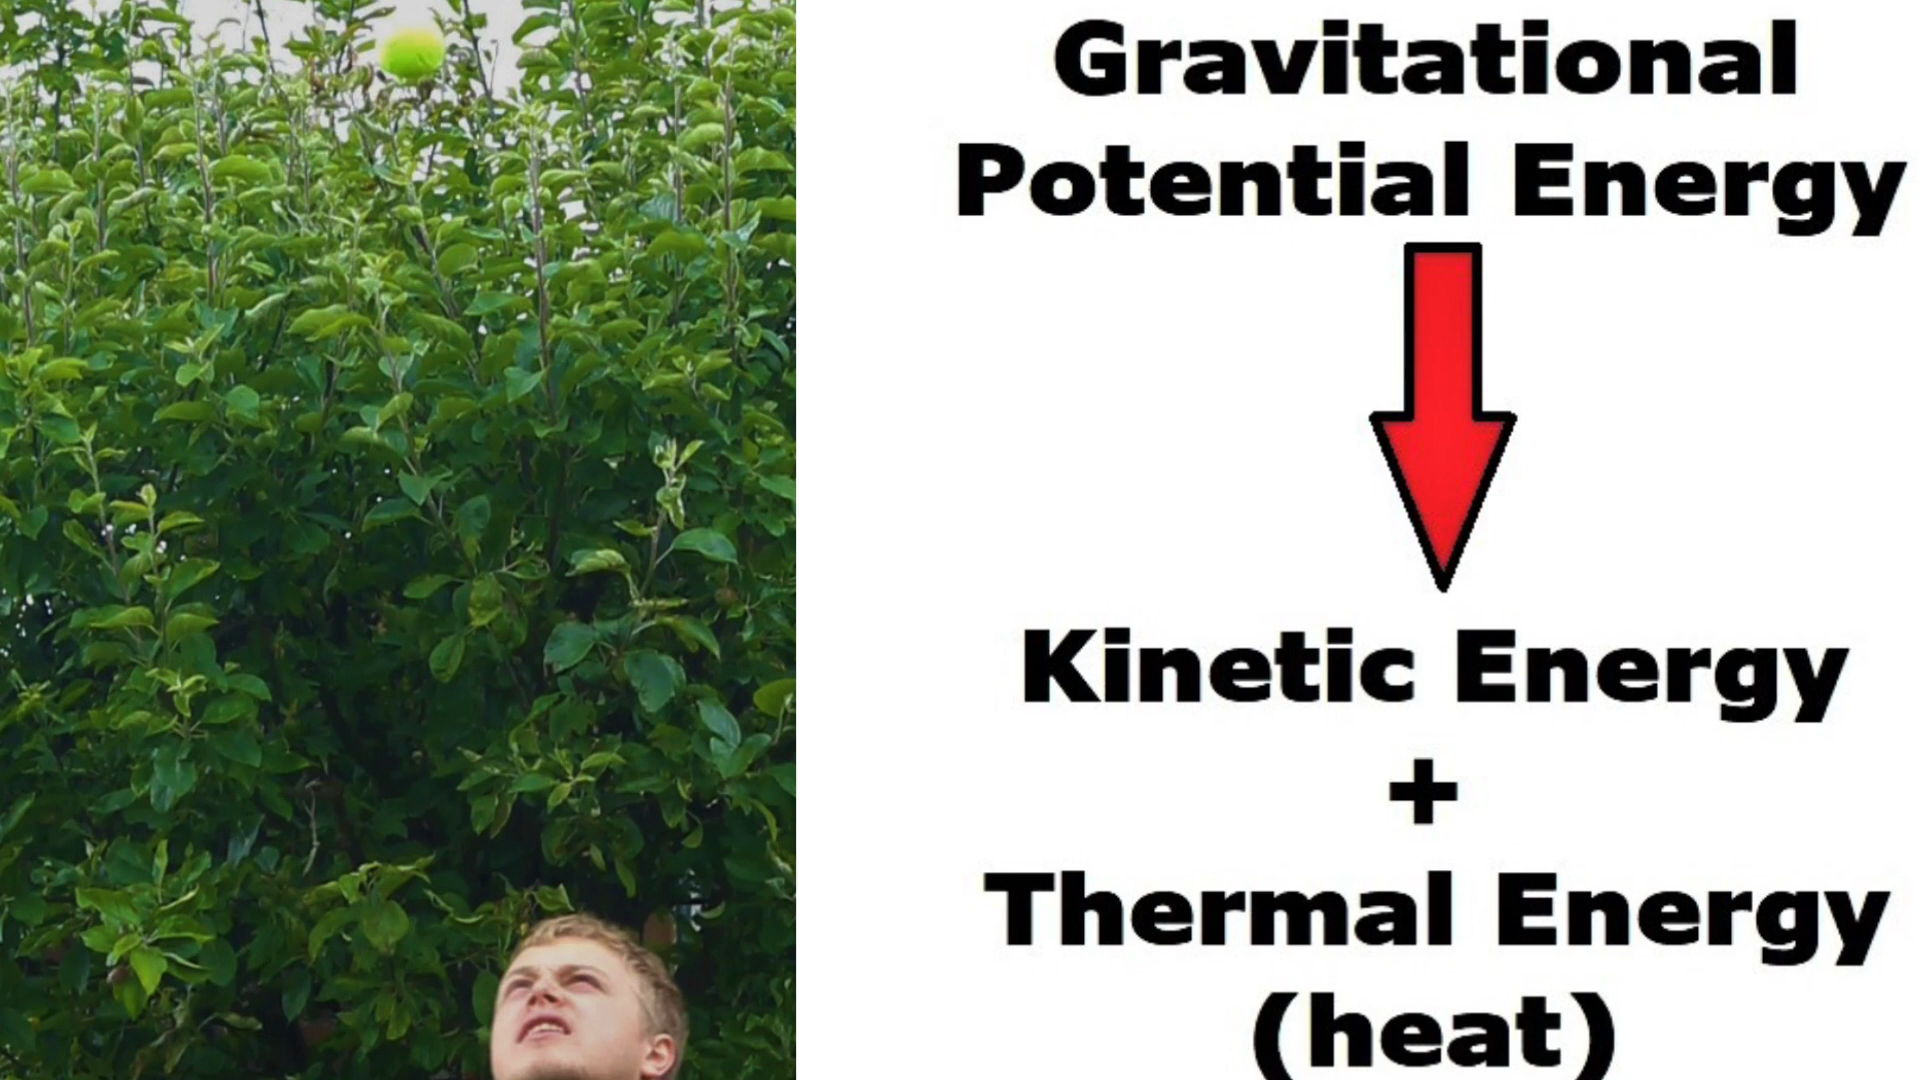 Gravitational
Potential Energy
Kinetic Energy
+
Thermal Energy
(heat)